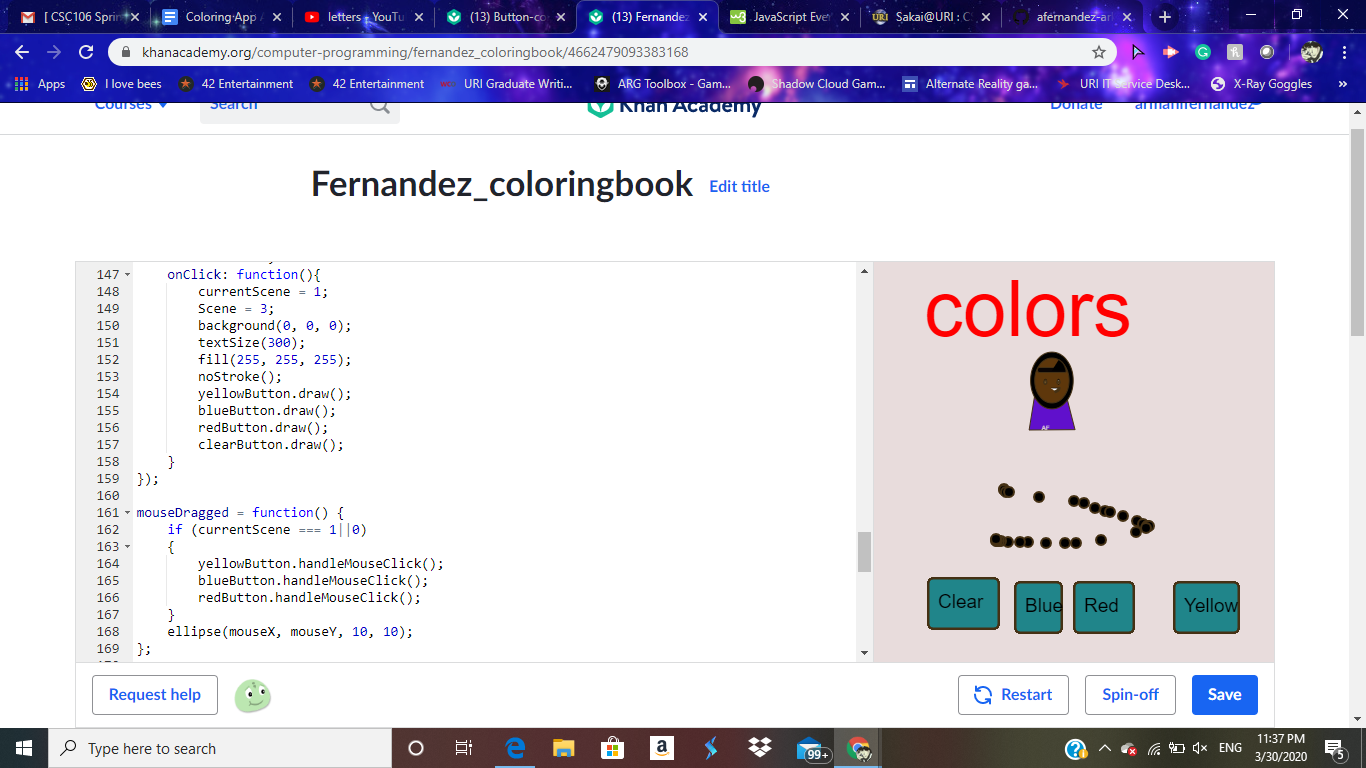 [ CSC106 Sprin
Coloring App A
letters - YouTu
(13) Button-co
(13) Fernandez
JavaScript Eve
Sakai@URI : C
afernandez-ar
khanacademy.org/computer-programming/fernandez_coloringbook/4662479093383168
Apps
I love bees
42 Entertainment
42 Entertainment
URI Graduate Writi...
ARG Toolbox - Gam...
Shadow Cloud Gam...
Alternate Reality ga...
URI IT Service Desk...
X-Ray Goggles
»
Courses
Search
Khan Academy
Donate
armanfernandez
Fernandez_coloringbook
Edit title
147 onClick: function(){
148 currentScene = 1;
149 Scene = 3;
150 background(0, 0, 0);
151 textSize(300);
152 fill(255, 255, 255);
153 noStroke();
154 yellowButton.draw();
155 blueButton.draw();
156 redButton.draw();
157 clearButton.draw();
158 }
159 });
160
161 mouseDragged = function() {
162 if (currentScene === 1||0)
163 {
164 yellowButton.handleMouseClick();
165 blueButton.handleMouseClick();
166 redButton.handleMouseClick();
167 }
168 ellipse(mouseX, mouseY, 10, 10);
169 };
colors
AF
Clear
Blue
Red
Yellow
Request help
Restart
Spin-off
Save
Type here to search
99+
ENG
11:37 PM
3/30/2020
5